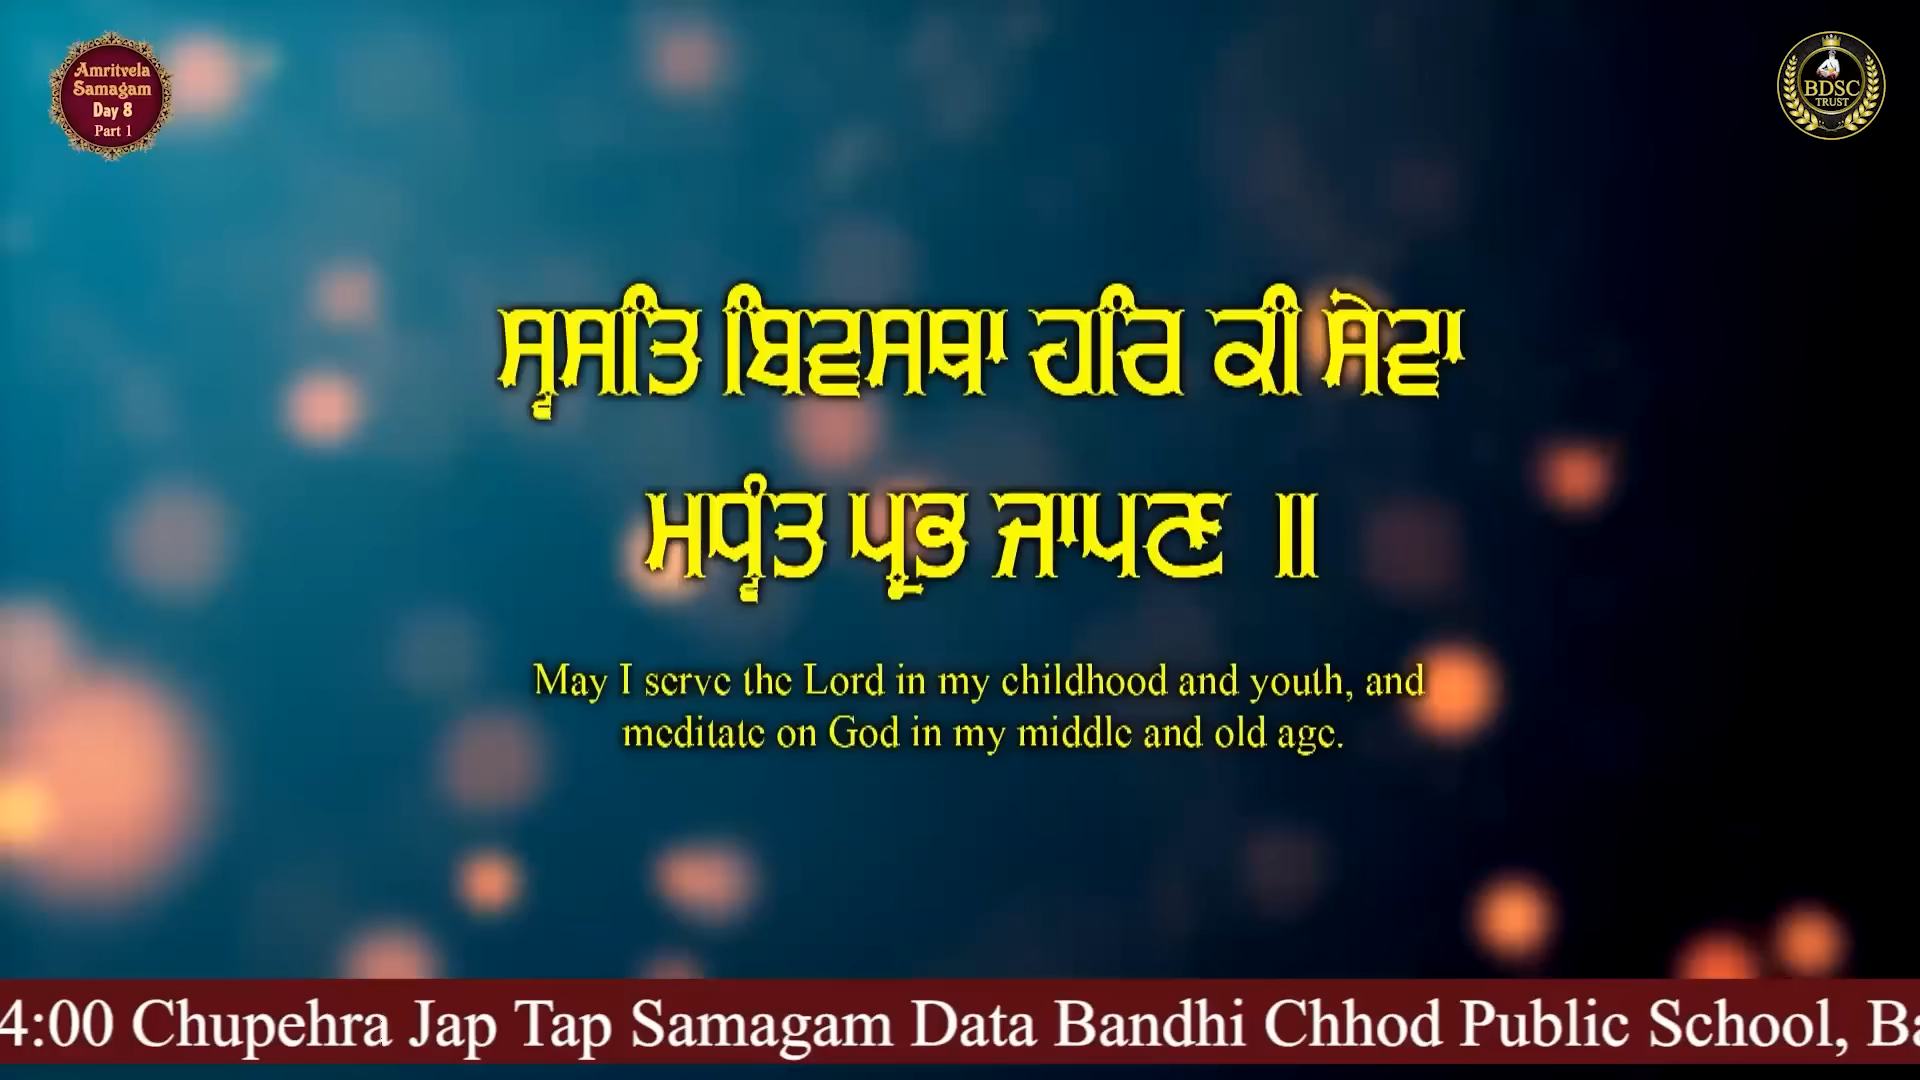 Amritvela
Samagam
Day 8
Part 1
BDSC
TRUST
ਸ੍ਰਸਤਿ ਬਿਵਸਥਾ ਹਰਿ ਕੀ ਸੇਵਾ
ਮਧ੍ਯੰਤ ਪ੍ਰਭ ਜਾਪਣ ॥
May I serve the Lord in my childhood and youth, and
meditate on God in my middle and old age.
4:00 Chupehra Jap Tap Samagam Data Bandhi Chhod Public School, Ba